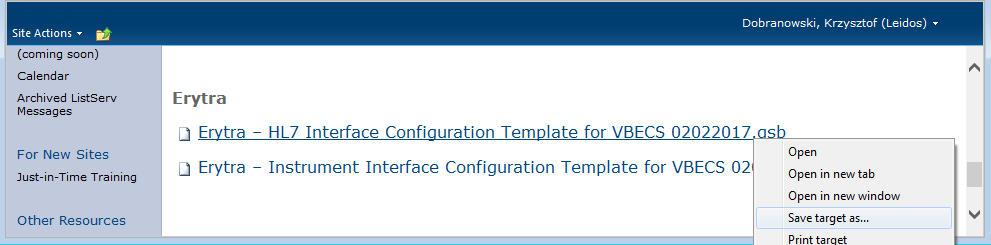 Dobranowski, Krzysztof (Leidos)
Site Actions
(coming soon)
Calendar
Archived ListServ
Messages
Erytra
Erytra – HL7 Interface Configuration Template for VBECS 02022017.gsb
Erytra – Instrument Interface Configuration Template for VBECS
For New Sites
Just-in-Time Training
Other Resources
Open
Open in new tab
Open in new window
Save target as...
Print target